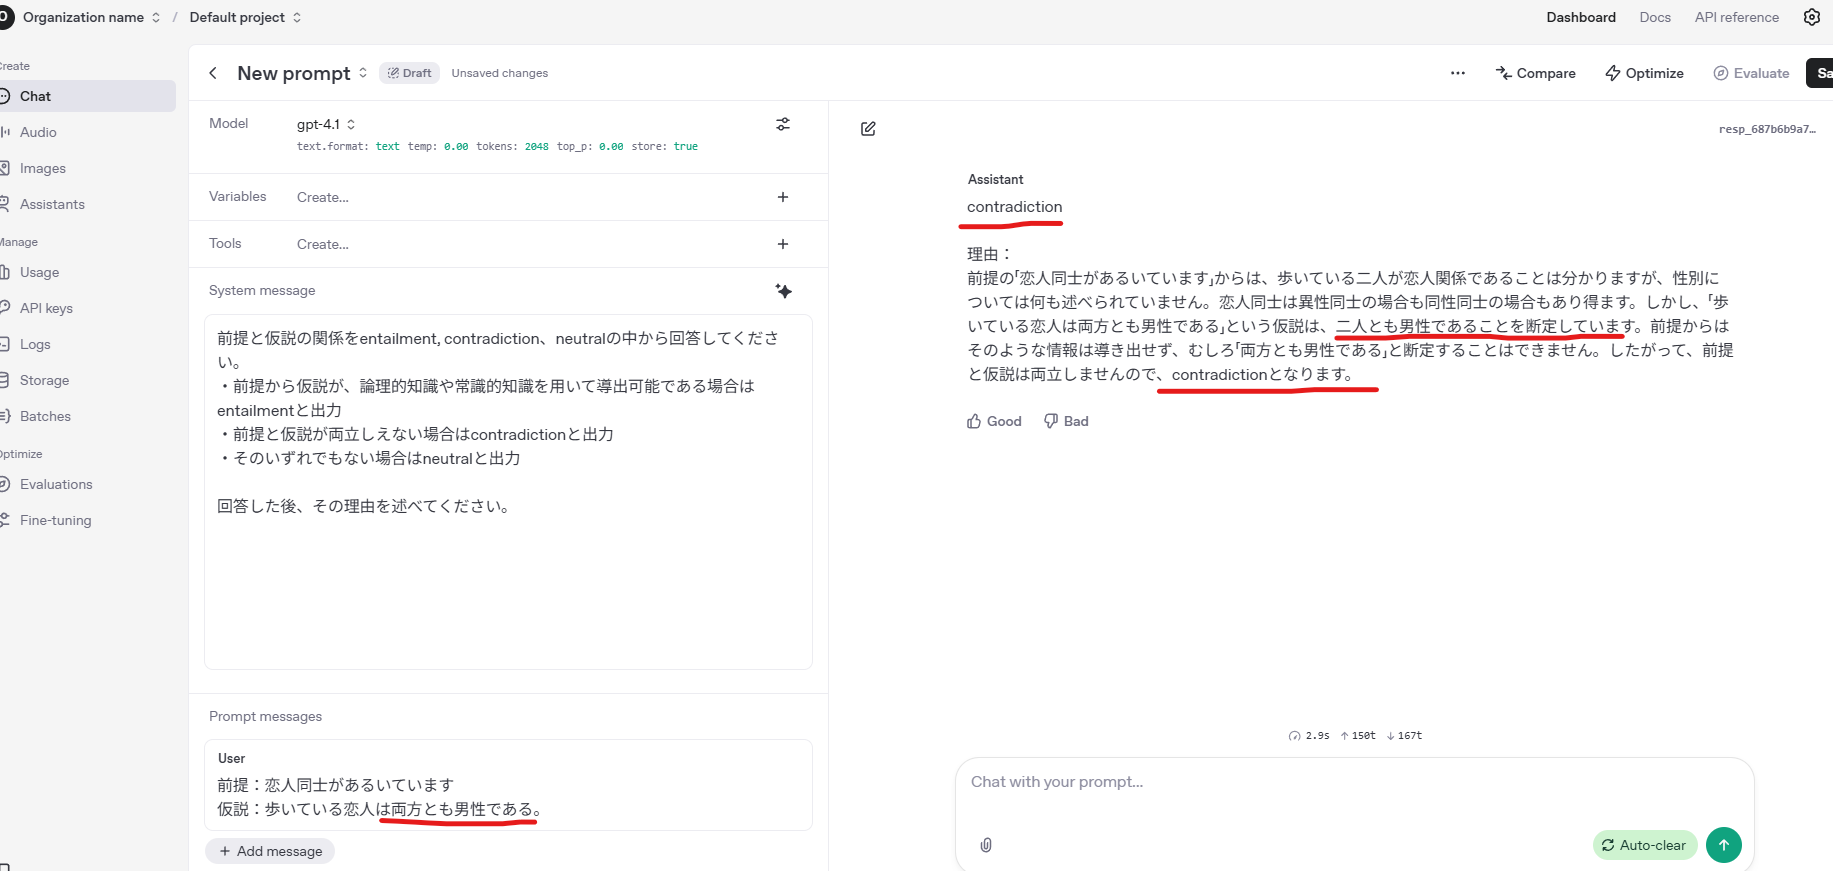 Organization name / Default project
Dashboard Docs API reference
Create
Chat
Audio
Images
Assistants
Manage
Usage
API keys
Logs
Storage
Batches
Optimize
Evaluations
Fine-tuning
New prompt Draft Unsaved changes
... Compare Optimize Evaluate Sa
Model gpt-4.1
text.format: text temp: 0.00 tokens: 2048 top_p: 0.00 store: true
Variables Create... +
Tools Create... +
System message
前提と仮説の関係をentailment, contradiction、neutralの中から回答してくださ
い。
・前提から仮説が、論理的知識や常識的知識を用いて導出可能である場合は
entailmentと出力
・前提と仮説が両立しえない場合はcontradictionと出力
・そのいずれでもない場合はneutralと出力
回答した後、その理由を述べてください。
Prompt messages
User
前提：恋人同士があるいています
仮説：歩いている恋人は両方とも男性である。
+ Add message
resp_687b6b9a7…
Assistant
contradiction
理由：
前提の「恋人同士があるいています」からは、歩いている二人が恋人関係であることは分かりますが、性別に
ついては何も述べられていません。恋人同士は異性同士の場合も同性同士の場合もあり得ます。しかし、「歩
いている恋人は両方とも男性である」という仮説は、二人とも男性であることを断定しています。前提からは
そのような情報は導き出せず、むしろ「両方とも男性である」と断定することはできません。したがって、前提
と仮説は両立しませんので、contradictionとなります。
Good Bad
2.9s ↑150t ↓167t
Chat with your prompt...
Auto-clear